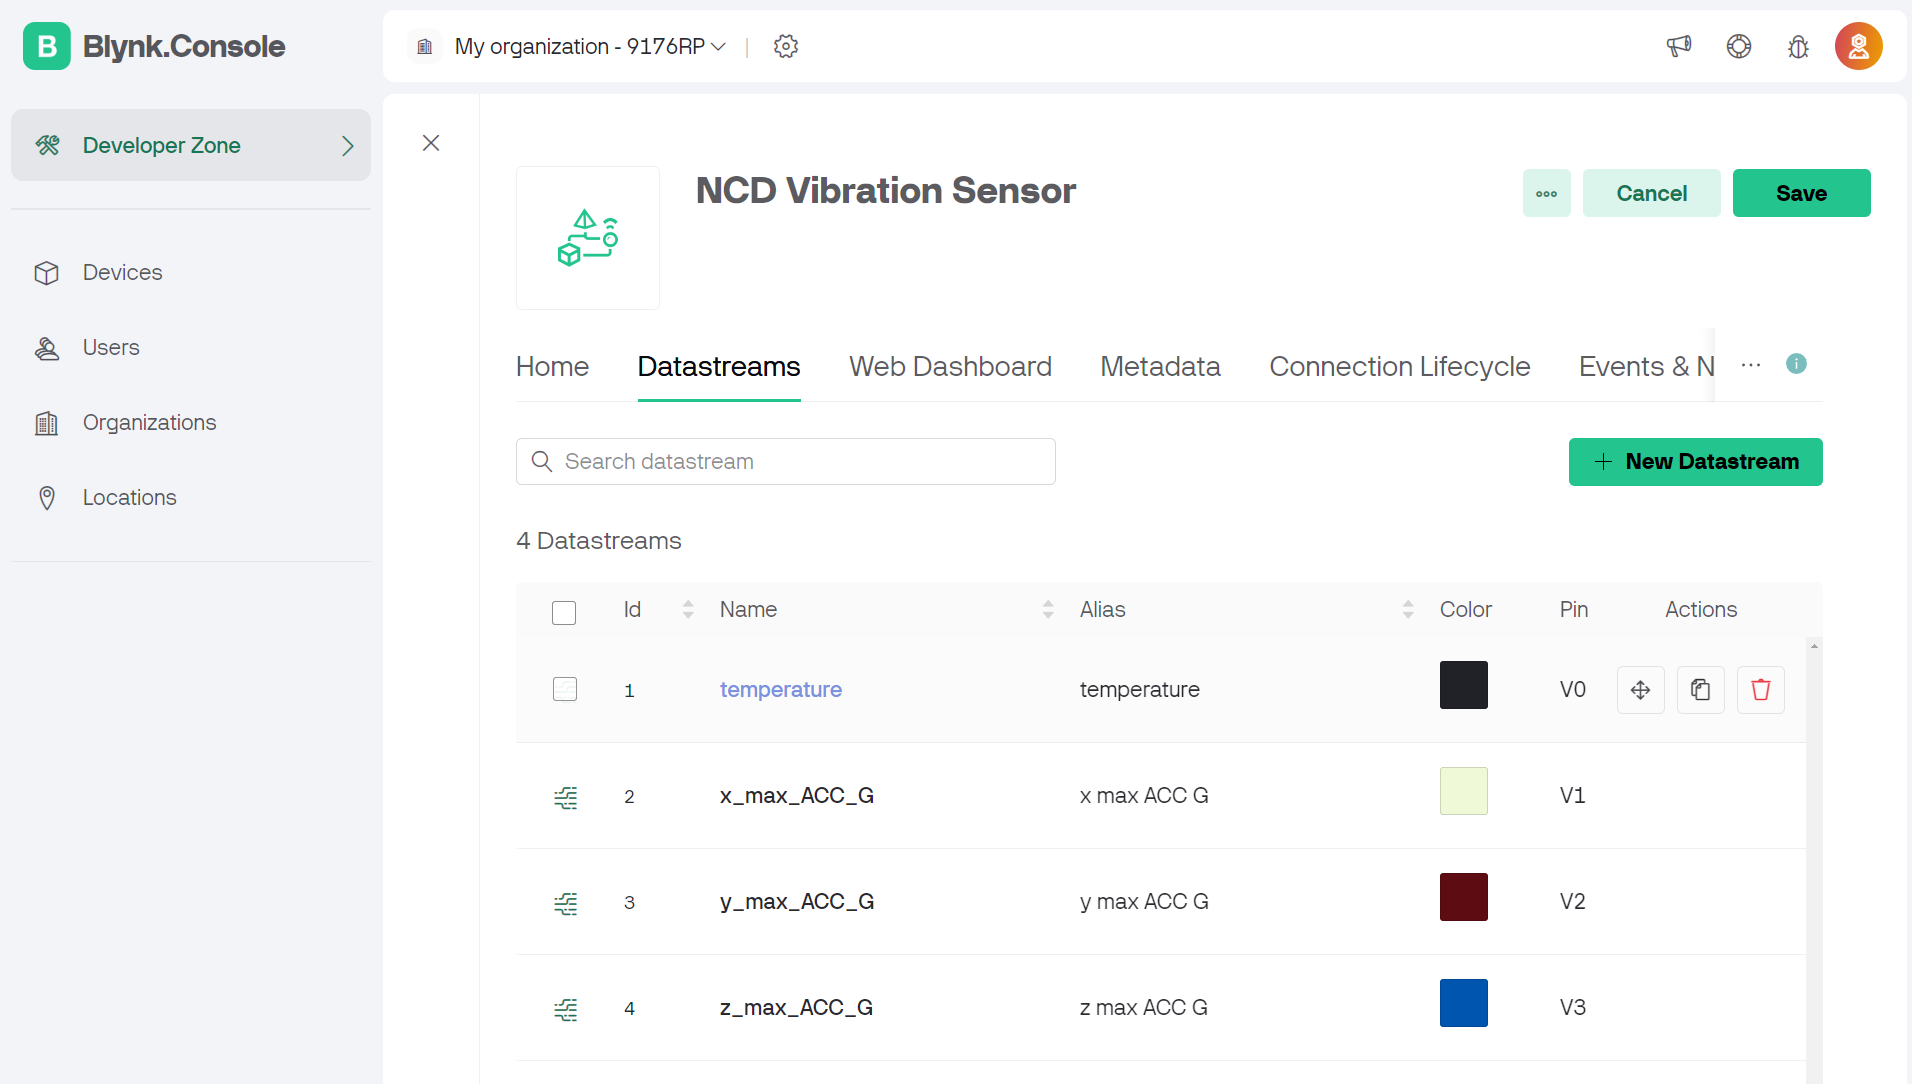 B Blynk.Console
My organization - 9176RP
Developer Zone
Devices
Users
Organizations
Locations
NCD Vibration Sensor
Cancel
Save
Home Datastreams Web Dashboard Metadata Connection Lifecycle Events & N
Search datastream
New Datastream
4 Datastreams
Id Name Alias Color Pin Actions
1 temperature temperature V0
2 x_max_ACC_G x max ACC G V1
3 y_max_ACC_G y max ACC G V2
4 z_max_ACC_G z max ACC G V3